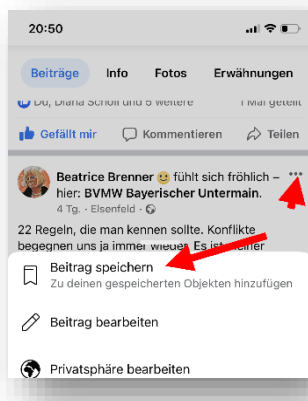 20:50
Beiträge Info Fotos Erwähnungen
Du, Diana Scholl und 5 weitere 1 Mal geteilt
Gefällt mir Kommentieren Teilen
Beatrice Brenner fühlt sich fröhlich –
hier: BVMW Bayerischer Untermain.
4 Tg. · Elsenfeld ·
22 Regeln, die man kennen sollte. Konflikte
begegnen uns ja immer wieder. Es ist
Beitrag speichern
Zu deinen gespeicherten Objekten hinzufügen
Beitrag bearbeiten
Privatsphäre bearbeiten